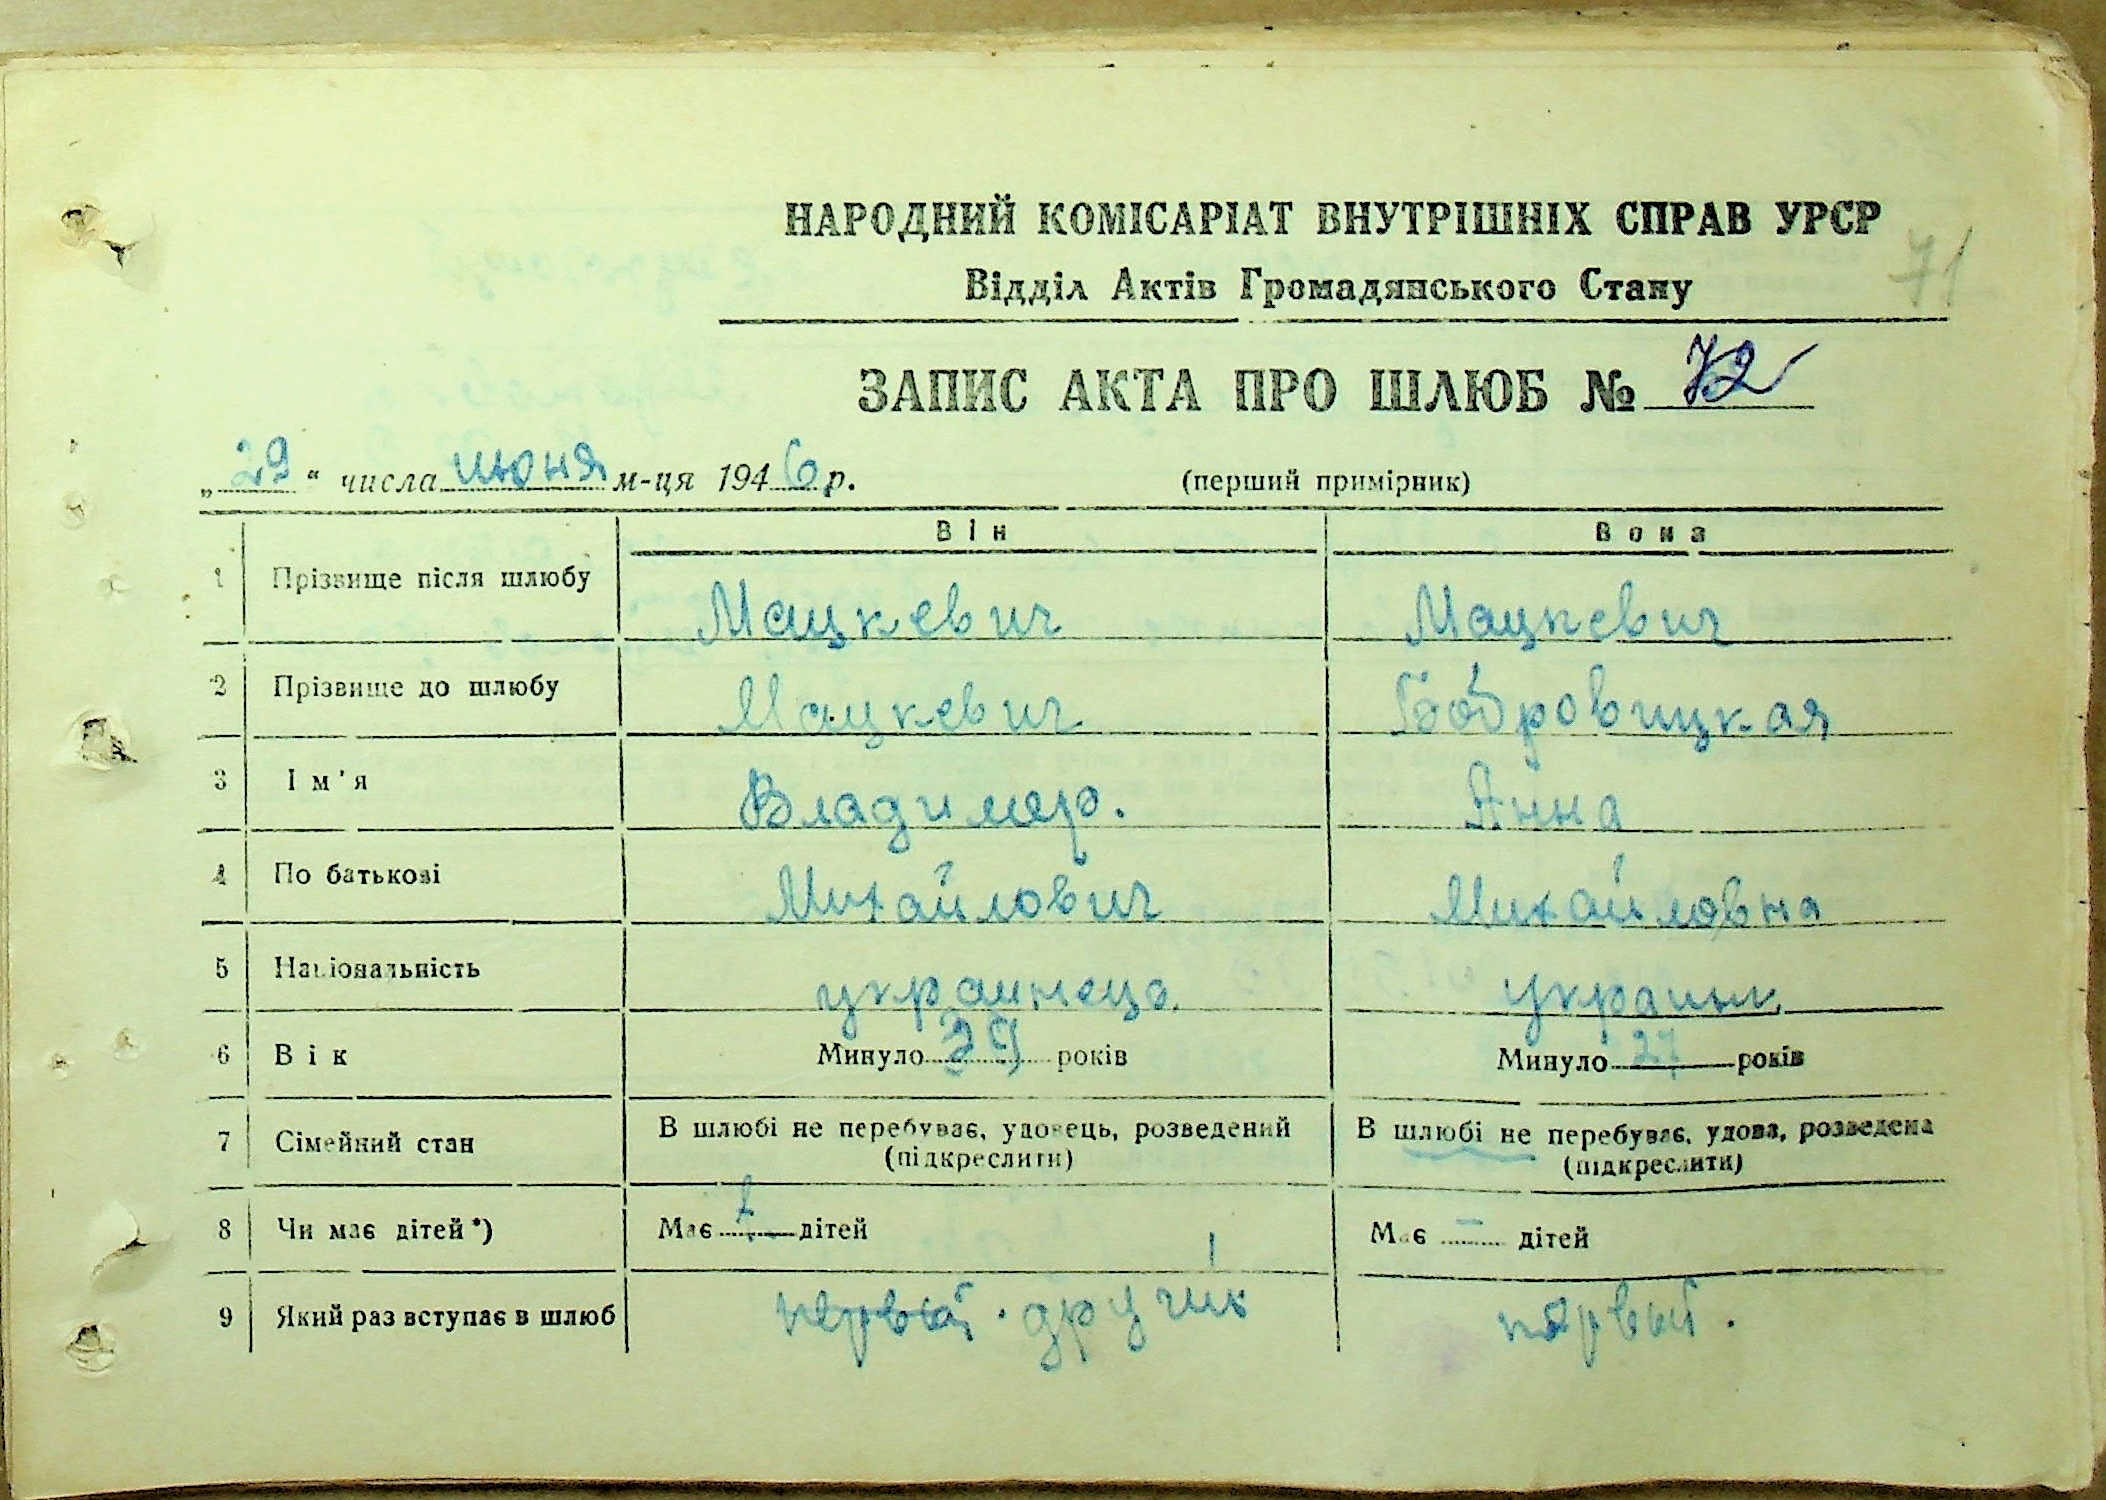 НАРОДНИЙ КОМІСАРІАТ ВНУТРІШНІХ СПРАВ УРСР
71
Відділ Актів Громадянського Стану
ЗАПИС АКТА ПРО ШЛЮБ № 72
„29“ числа июня м-ця 1946 р. (перший примірник)
Він Вона
1 Прізвище після шлюбу Мацкевич Мацкевич
2 Прізвище до шлюбу Мацкевич Бобровицкая
3 Ім'я Владимер. Анна
4 По батькові Михайлович Михайловна
5 Національність украинець. украин.
6 Вік Минуло 39 років Минуло 27 років
7 Сімейний стан В шлюбі не перебуває, удовець, розведений В шлюбі не перебуває, удова, розведена
(підкреслити) (підкреслити)
8 Чи має дітей*) Має 1 дітей Має – дітей
9 Який раз вступає в шлюб первый. первый.